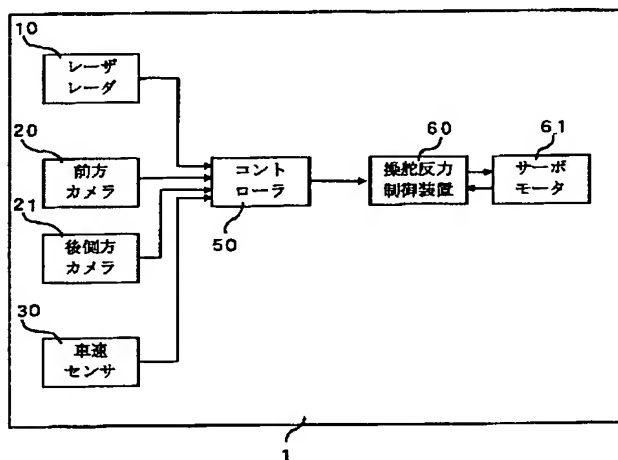 10
レーザ
レーダ
20
前方
カメラ
21
後側方
カメラ
30
車速
センサ
コント
ローラ
50
60
操舵反力
制御装置
61
サーボ
モータ
1